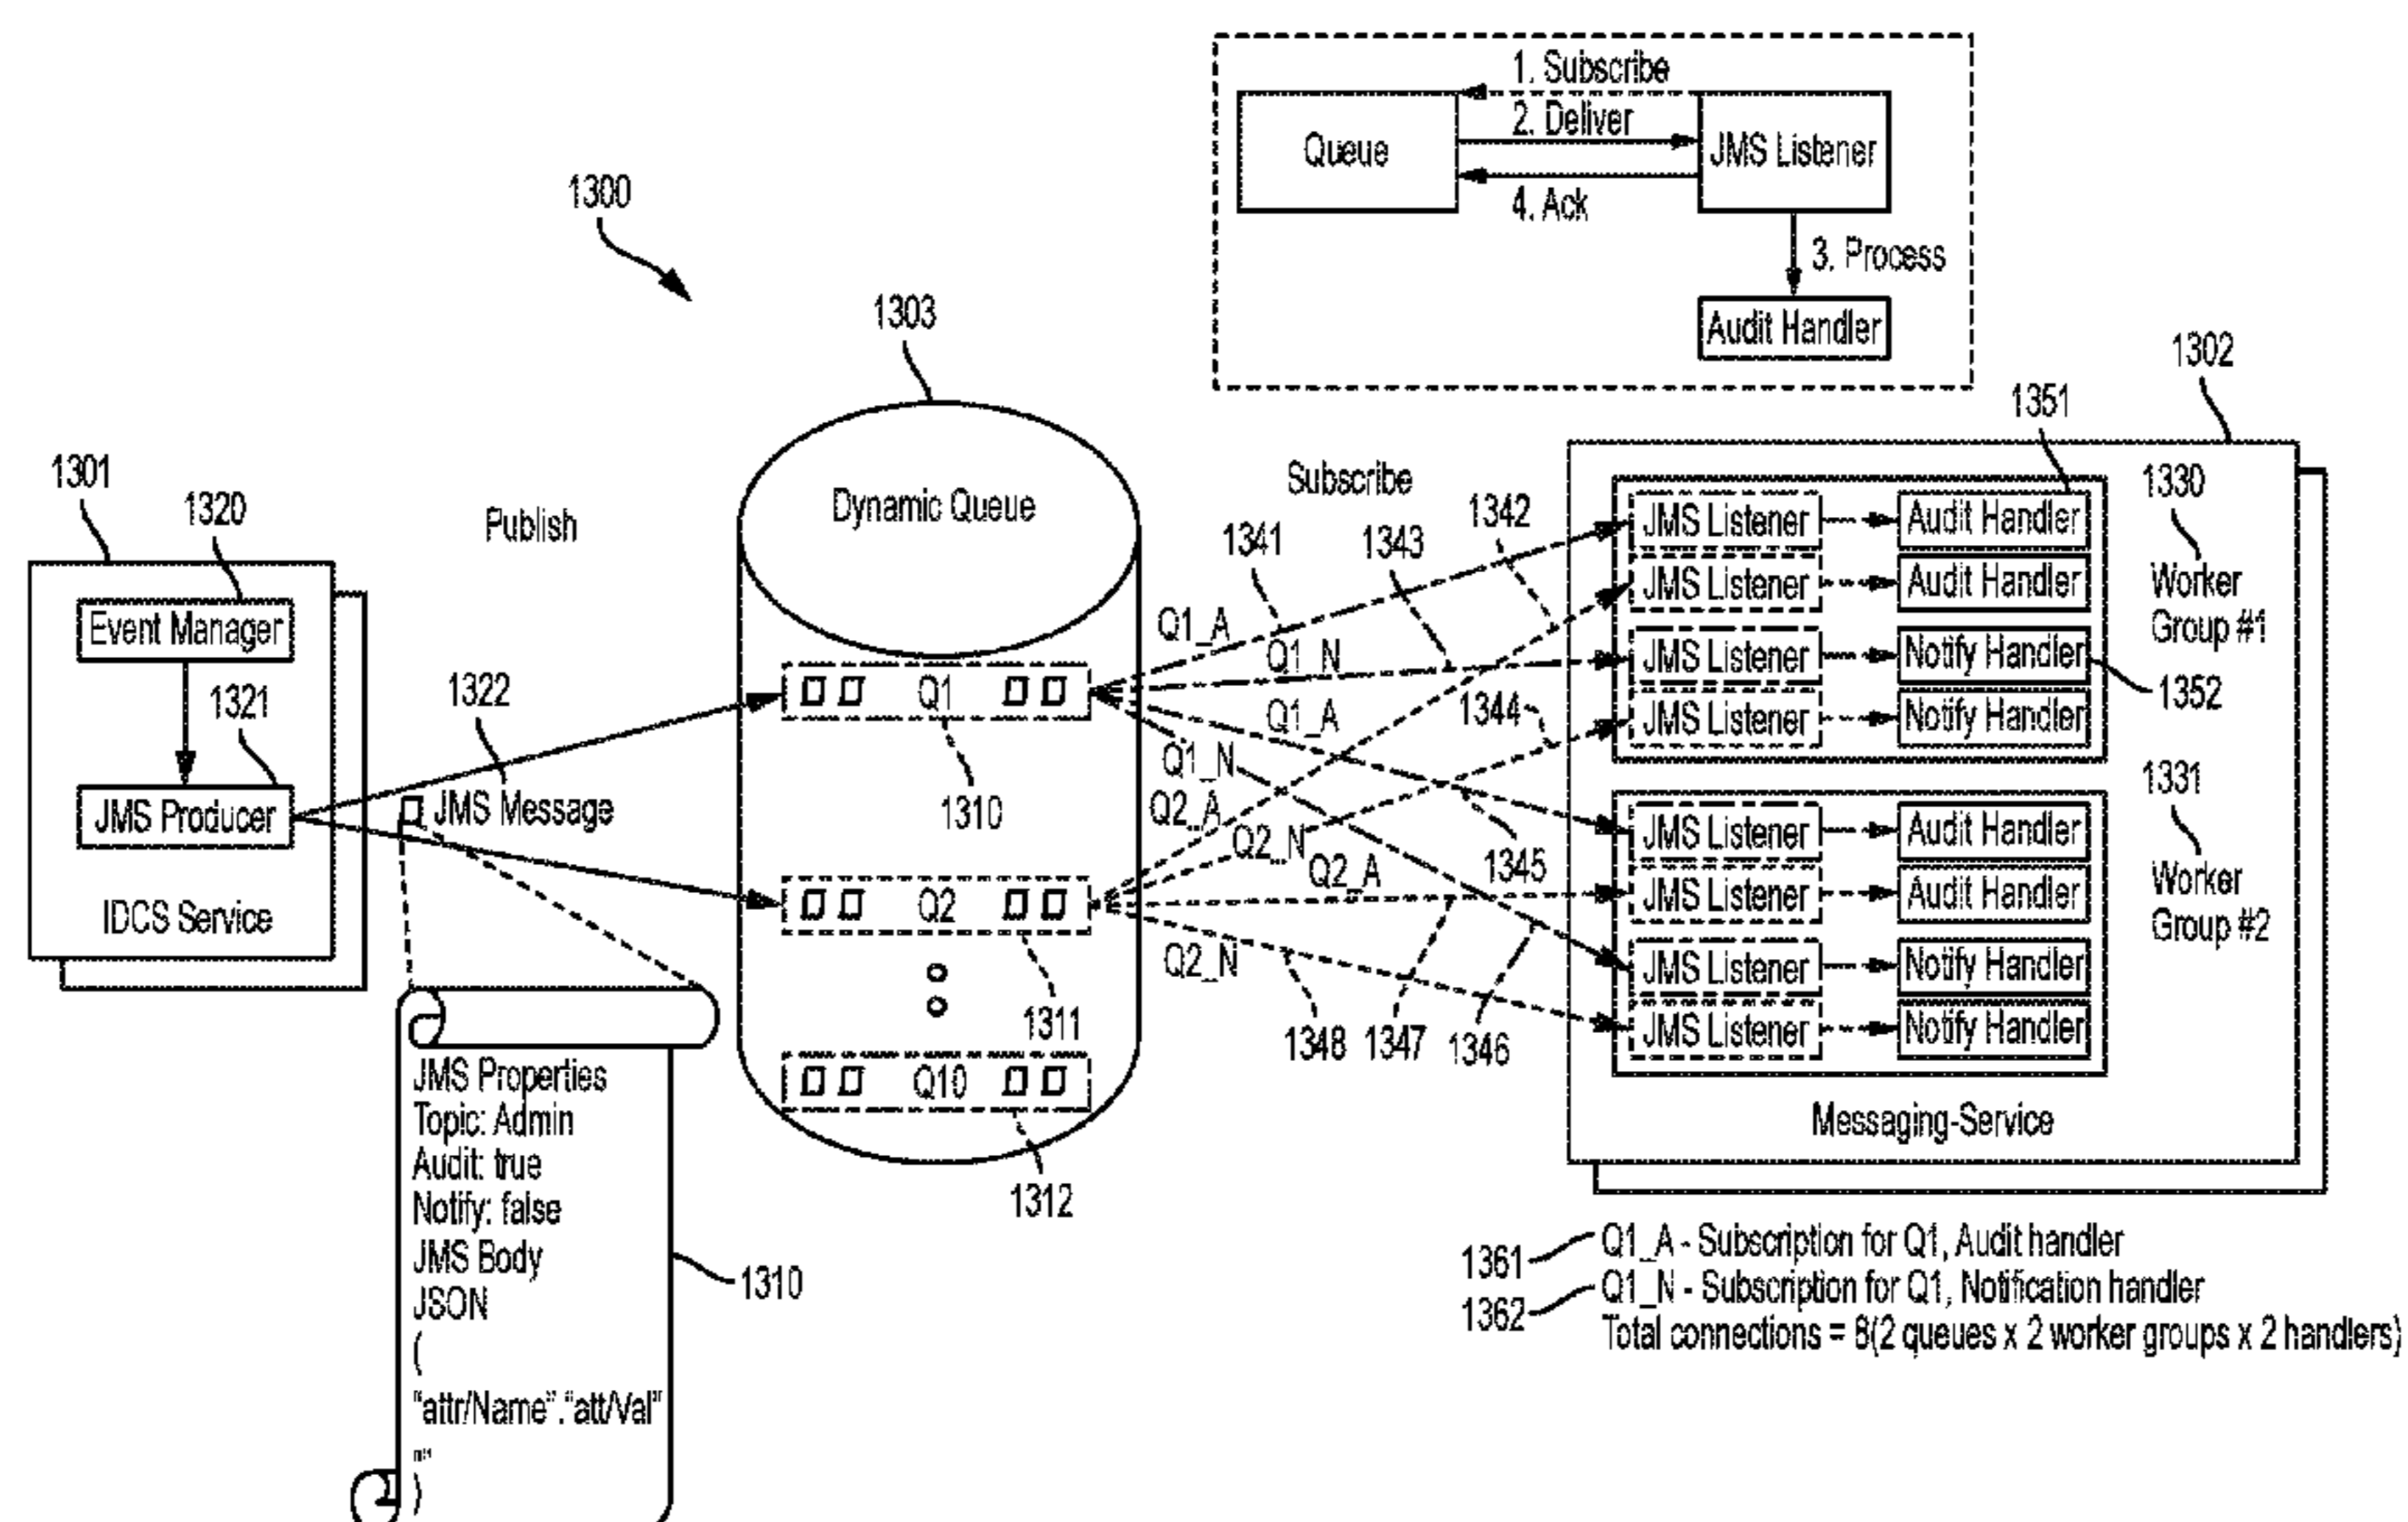 1. Subscribe
Queue
2. Deliver
JMS Listener
4. Ack
3. Process
Audit Handler
1300
1303
1302
1351
1301
1320
Publish
Dynamic Queue
Subscribe
1341
1343
1342
JMS Listener
Audit Handler
1330
JMS Listener
Audit Handler
Worker
Group #1
Event Manager
Q1_A
Q1_N
JMS Listener
Notify Handler
1352
1321
1322
Q1
Q1_A
1344
JMS Listener
Notify Handler
Q1_N
1310
Q2_A
1331
JMS Producer
JMS Message
Q2_N
1345
JMS Listener
Audit Handler
IDCS Service
Q2
Q2_A
JMS Listener
Audit Handler
Worker
Group #2
Q2_N
JMS Listener
Notify Handler
1311
1348
1347
1346
JMS Listener
Notify Handler
JMS Properties
Q10
Topic: Admin
Messaging-Service
Audit: true
1312
Notify: false
JMS Body
1310
JSON
(
"attr/Name"."att/Val"
""
)
1361
Q1_A - Subscription for Q1, Audit handler
1362
Q1_N - Subscription for Q1, Notification handler
Total connections = 8(2 queues x 2 worker groups x 2 handlers)